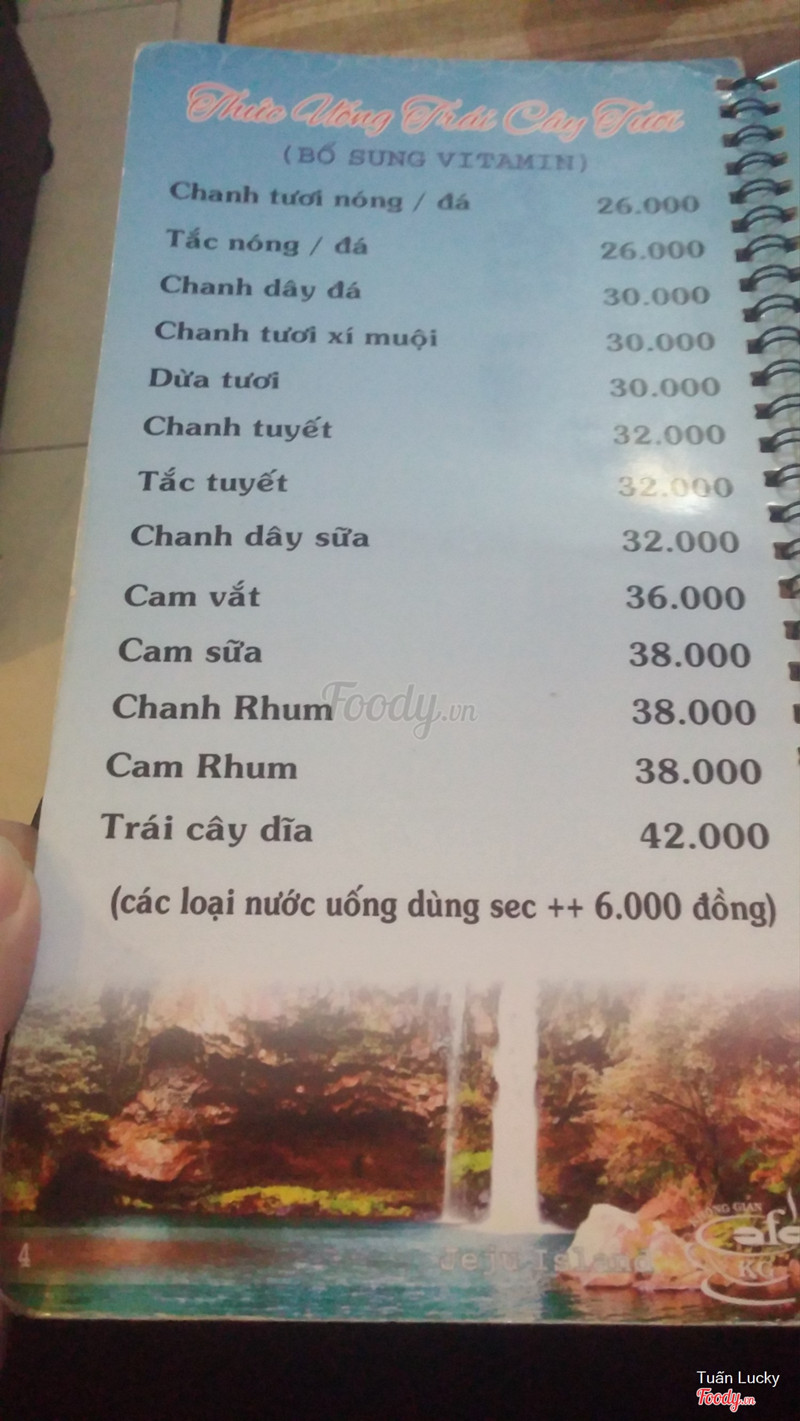 Thức Uống Trái Cây Tươi
(BỔ SUNG VITAMIN)
Chanh tươi nóng / đá 26.000
Tắc nóng / đá 26.000
Chanh dây đá 30.000
Chanh tươi xí muội 30.000
Dừa tươi 30.000
Chanh tuyết 32.000
Tắc tuyết 32.000
Chanh dây sữa 32.000
Cam vắt 36.000
Cam sữa 38.000
Chanh Rhum 38.000
Foody.vn
Cam Rhum 38.000
Trái cây dĩa 42.000
(các loại nước uống dùng sec ++ 6.000 đồng)
4
Jeju Island
KG
Tuấn Lucky
Foody.vn